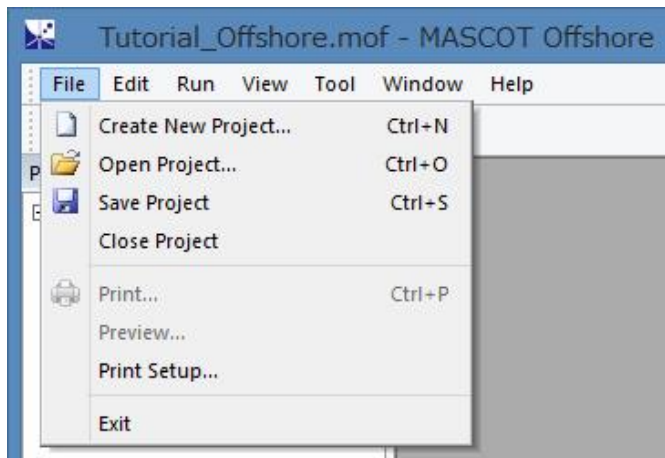 Tutorial_Offshore.mof - MASCOT Offshore
File Edit Run View Tool Window Help
Create New Project... Ctrl+N
Open Project... Ctrl+O
Save Project Ctrl+S
Close Project
Print... Ctrl+P
Preview...
Print Setup...
Exit